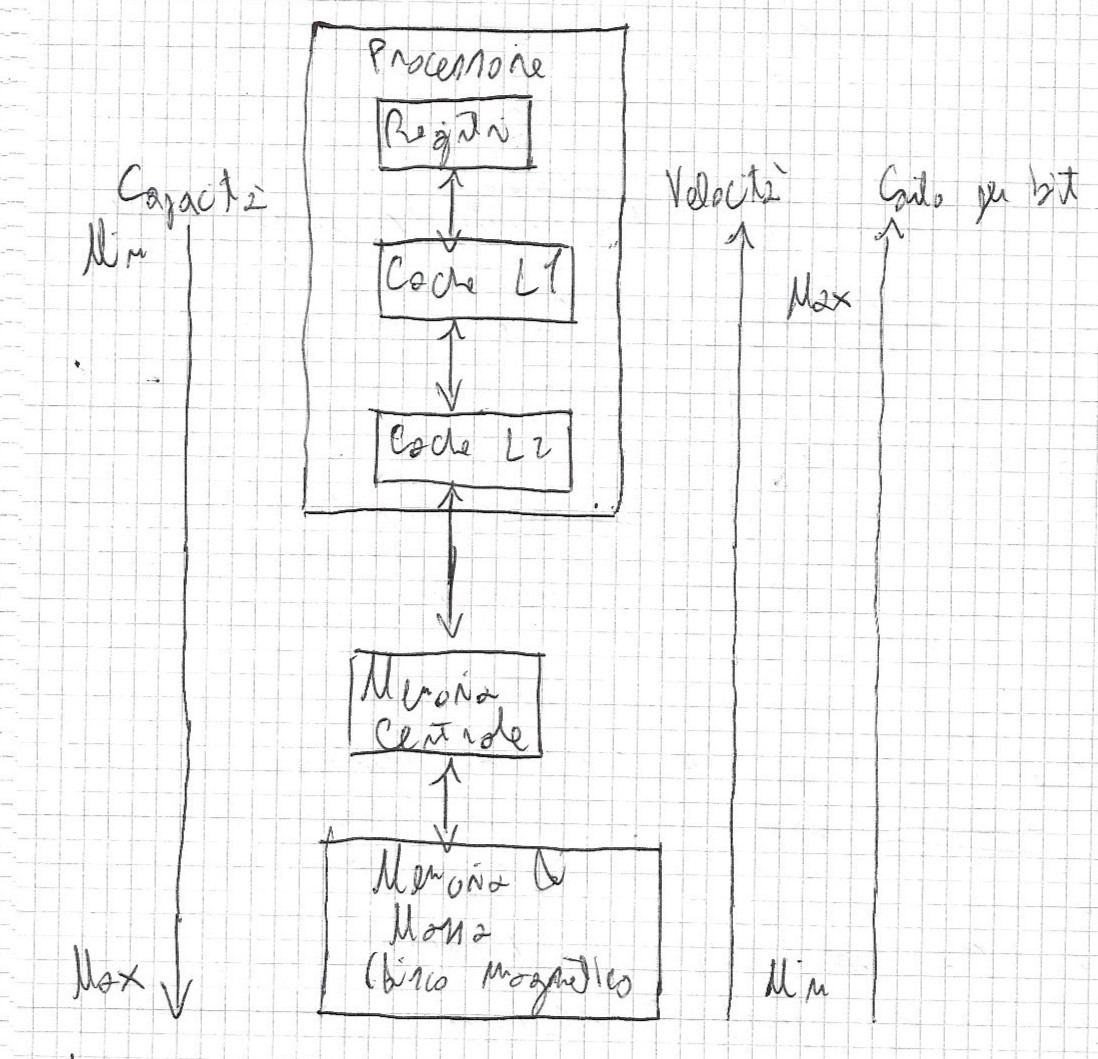 Processore
Registri
Capacità
Velocità
Costo per bit
Min
Cache L1
Max
Cache L2
Memoria
Centrale
Memoria di
Massa
(Disco magnetico
Max
Min